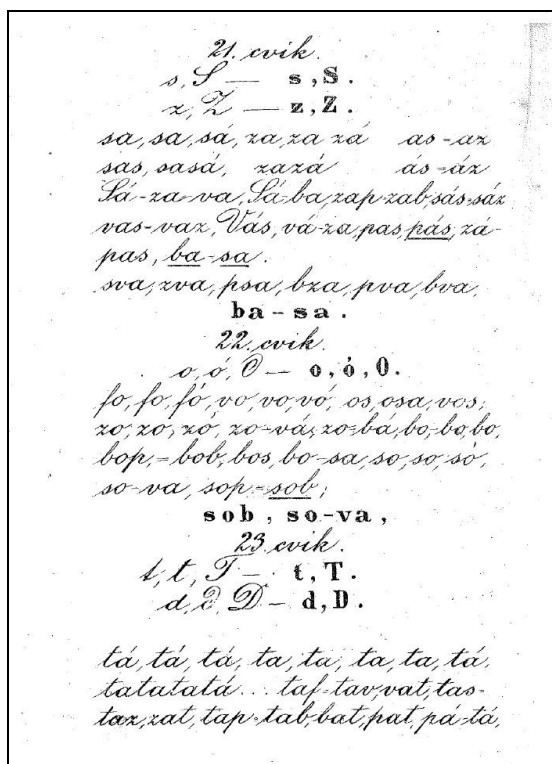 21. cvik.
s, S — s, S.
z, Z — z, Z.
sa, sa, sá, za, za zá as-az
sas, sasá, zazá ás-áz
Sá-za-va, Sá-ba, zap-zab, sás-sáz
vas-vaz, Vás, vá-za, pas, pás, zá-
pas, ba-sa.
sva, zva, psa, bza, pva, bva.
ba-sa.
22. cvik.
o, ó, O — o, ó, O.
fo, fo, fó, vo, vo, vó, os, osa, vos,
zo, zo, zó, zo-vá, zo-bá, bo, bo, bo,
bop,-bob, bos, bo-sa, so, so, só,
so-va, sop-sob,
sob, so-va,
23. cvik.
t, t, T — t, T.
d, ∂, D — d, D.
tá, tá, tá, ta, ta, ta, ta, tá,
tatatatá... taf-tav, vat, tas-
taz, zat, tap-tab, bat, pat, pá-tá,